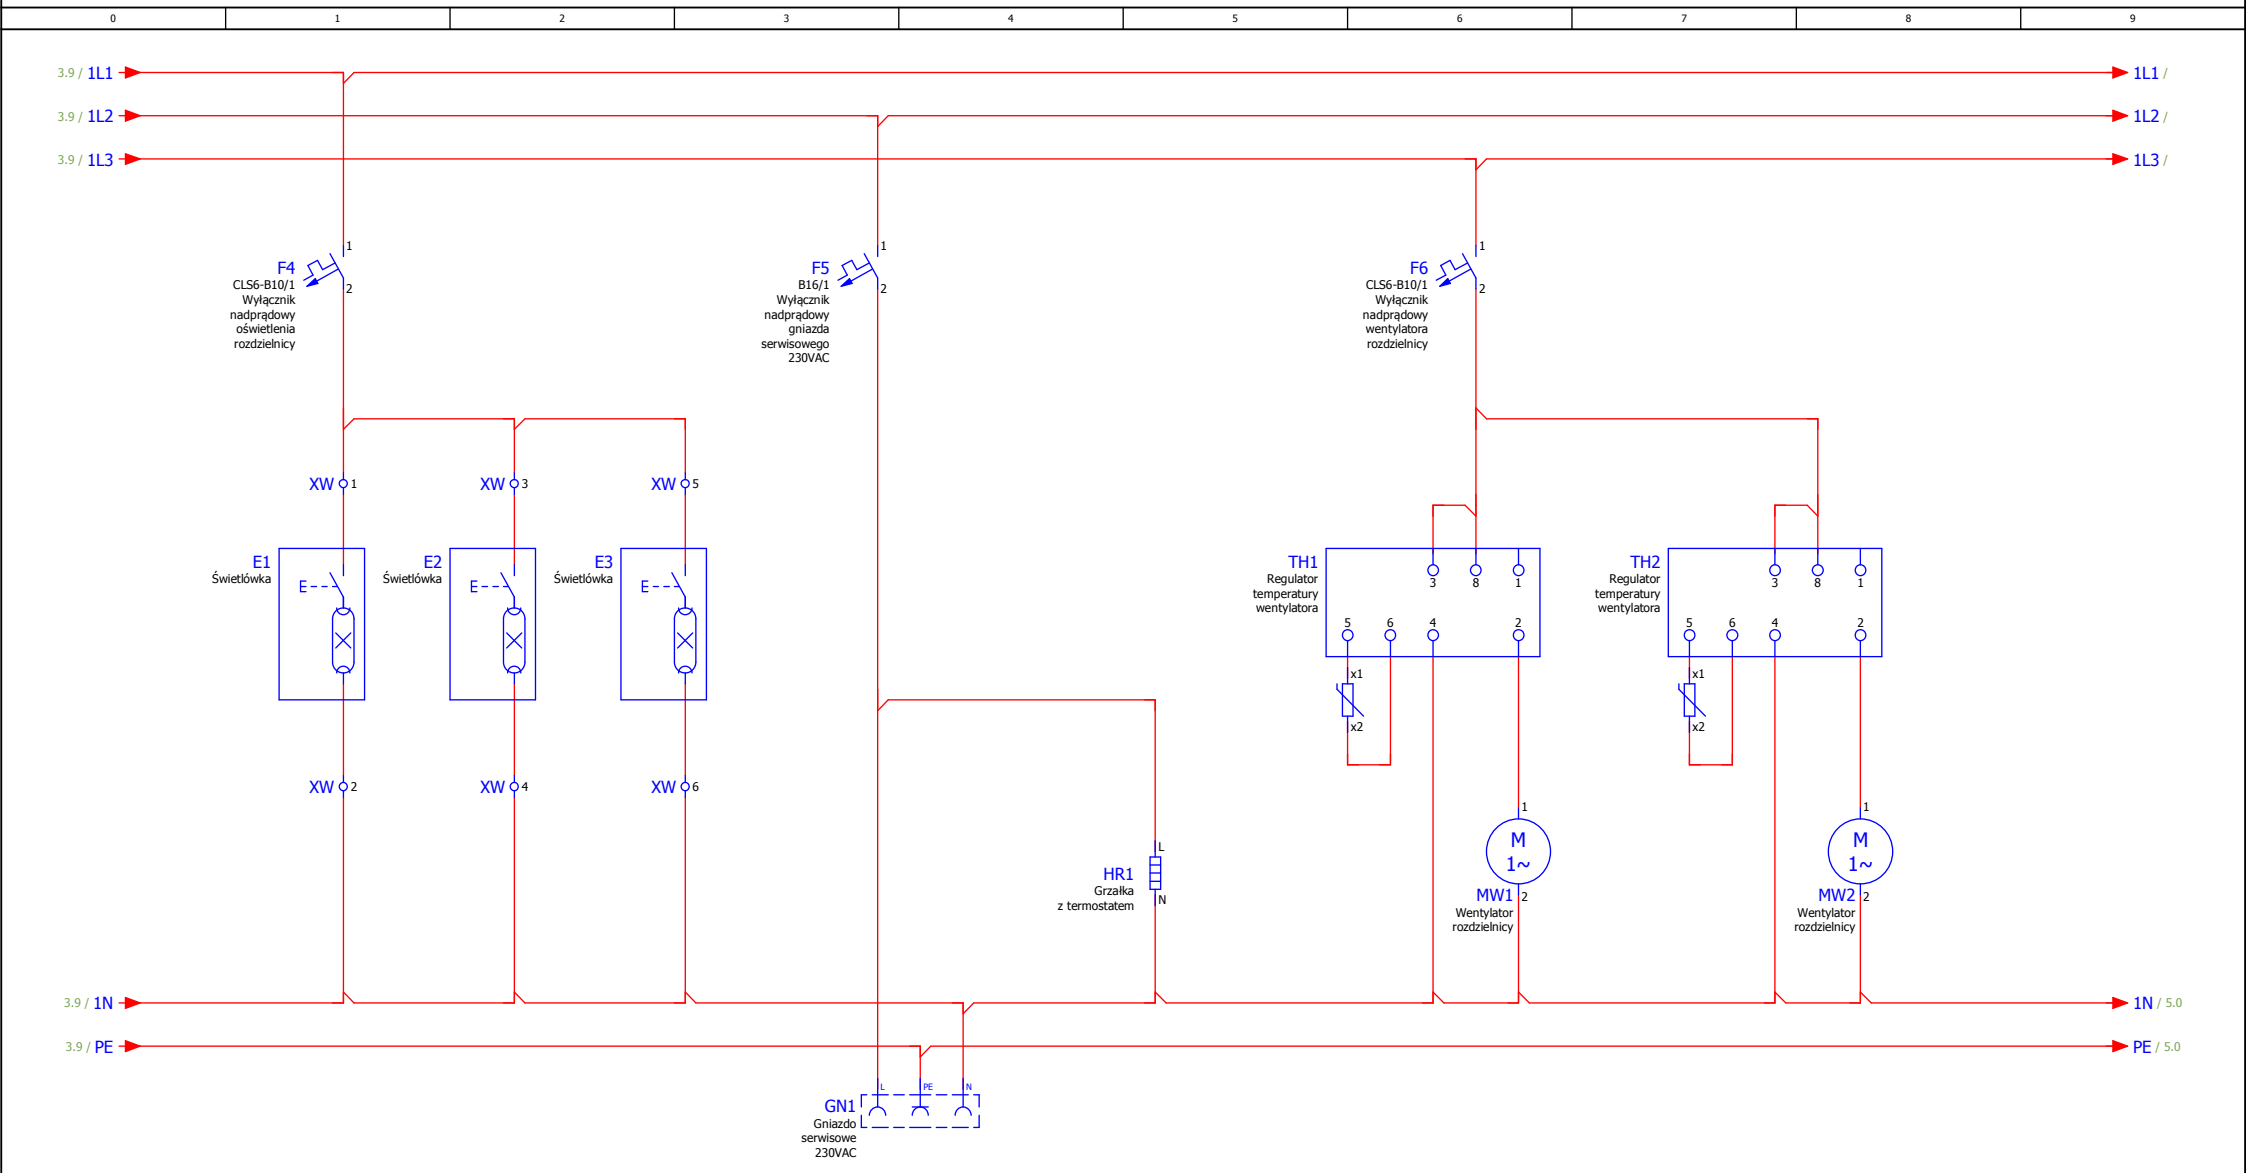 0 1 2 3 4 5 6 7 8 9
3.9 / 1L1
1L1 /
3.9 / 1L2
1L2 /
3.9 / 1L3
1L3 /
1
F4
CLS6-B10/1
2
Wyłącznik
nadprądowy
oświetlenia
rozdzielnicy
1
F5
B16/1
2
Wyłącznik
nadprądowy
gniazda
serwisowego
230VAC
1
F6
CLS6-B10/1
2
Wyłącznik
nadprądowy
wentylatora
rozdzielnicy
XW 1
XW 3
XW 5
E1
Świetlówka
E2
Świetlówka
E3
Świetlówka
XW 2
XW 4
XW 6
TH1
Regulator
temperatury
wentylatora
3 8 1
5 6 4 2
x1
x2
TH2
Regulator
temperatury
wentylatora
3 8 1
5 6 4 2
x1
x2
L
HR1
Grzałka
z termostatem
N
1
M
1~
MW1 2
Wentylator
rozdzielnicy
1
M
1~
MW2 2
Wentylator
rozdzielnicy
3.9 / 1N
1N / 5.0
3.9 / PE
PE / 5.0
L PE N
GN1
Gniazdo
serwisowe
230VAC